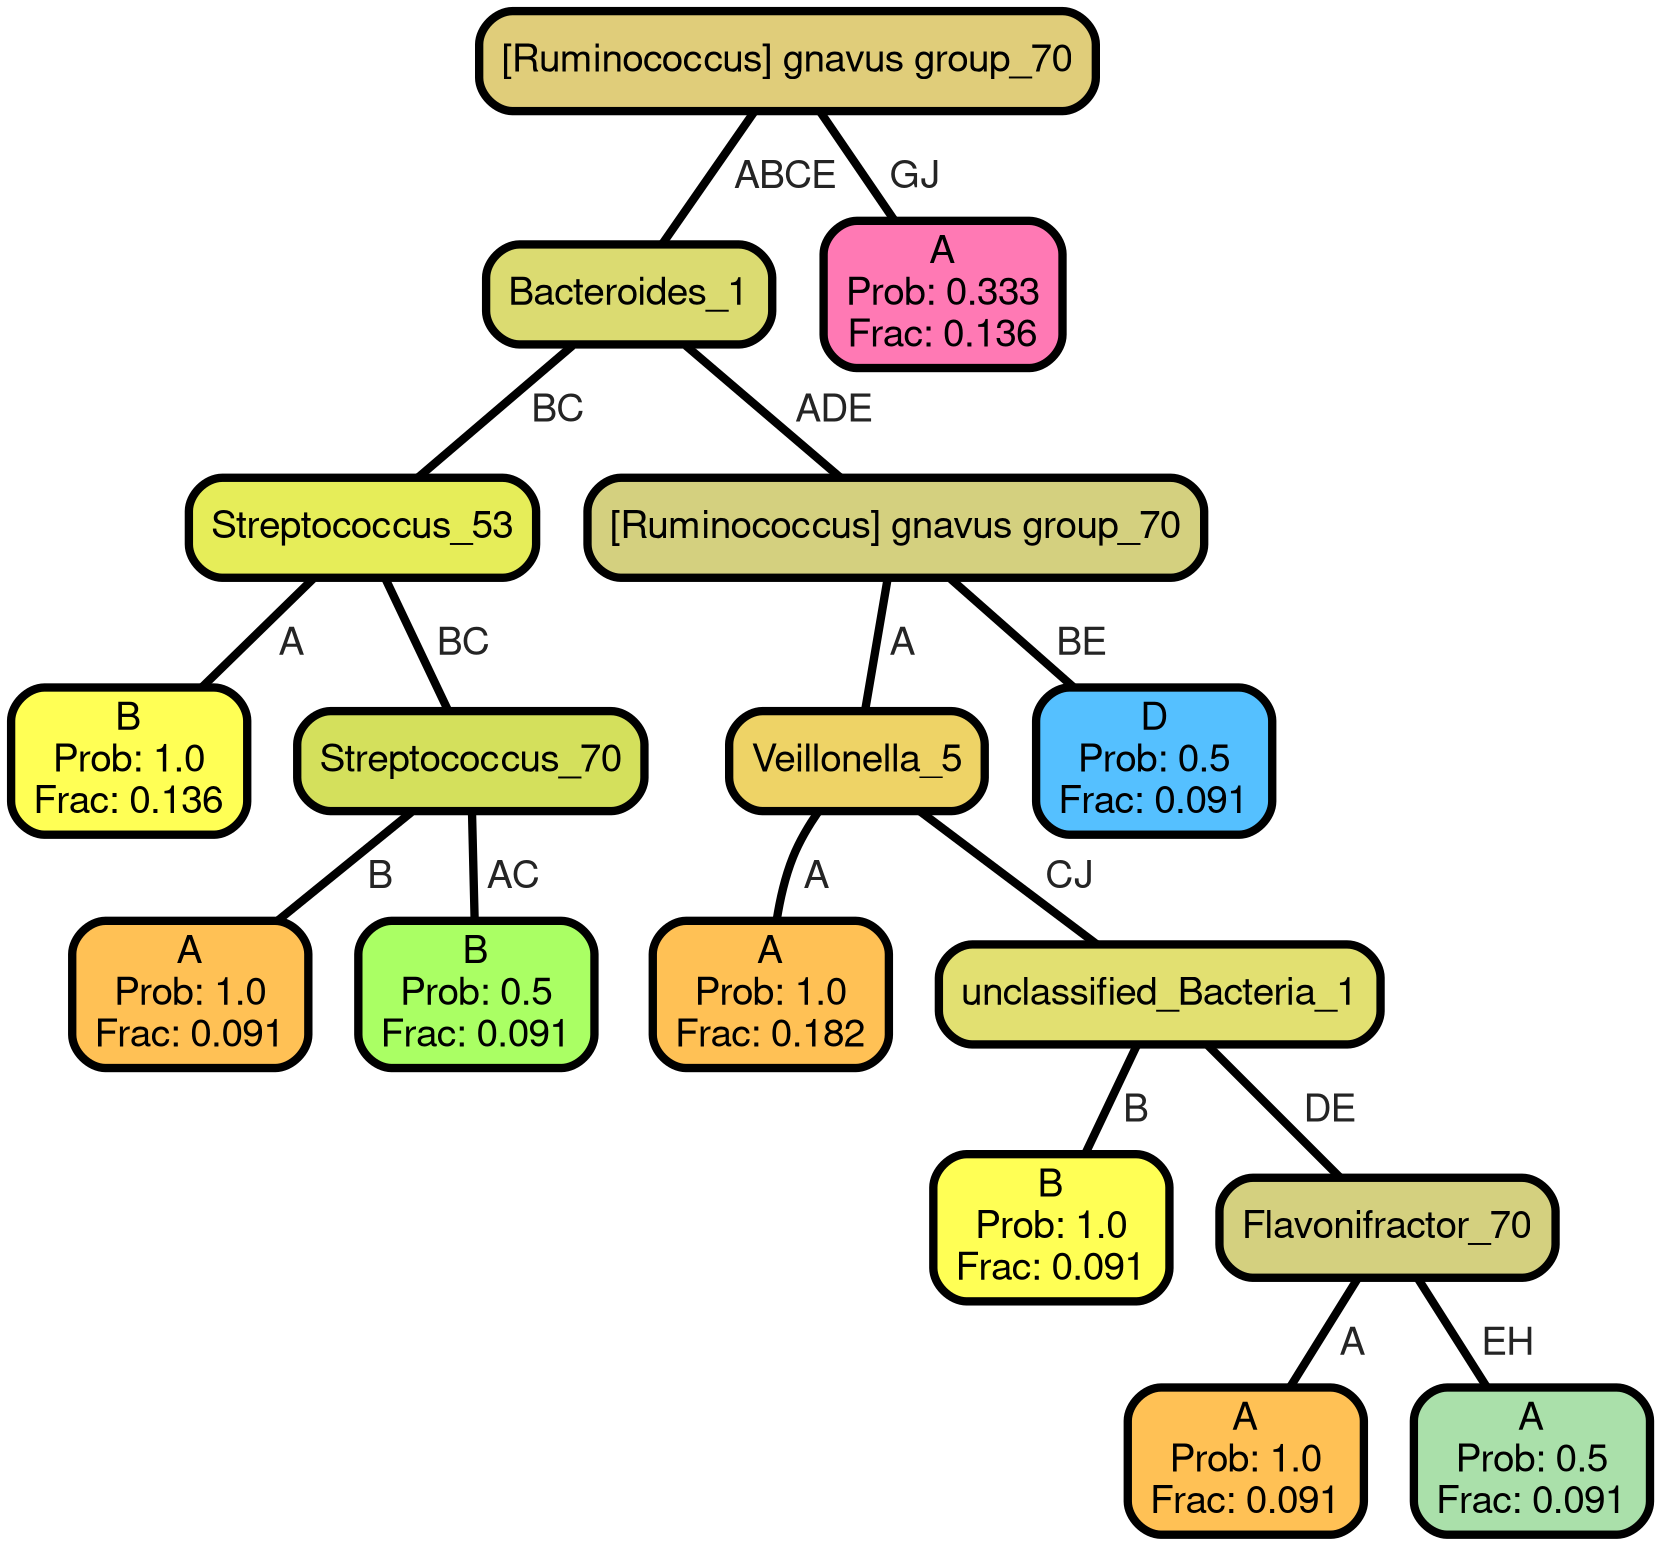 [Ruminococcus] gnavus group_70
ABCE
GJ
Bacteroides_1
A
Prob: 0.333
Frac: 0.136
BC
ADE
Streptococcus_53
[Ruminococcus] gnavus group_70
A
BC
A
BE
B
Prob: 1.0
Frac: 0.136
Streptococcus_70
Veillonella_5
D
Prob: 0.5
Frac: 0.091
B
AC
A
CJ
A
Prob: 1.0
Frac: 0.091
B
Prob: 0.5
Frac: 0.091
A
Prob: 1.0
Frac: 0.182
unclassified_Bacteria_1
B
DE
B
Prob: 1.0
Frac: 0.091
Flavonifractor_70
A
EH
A
Prob: 1.0
Frac: 0.091
A
Prob: 0.5
Frac: 0.091